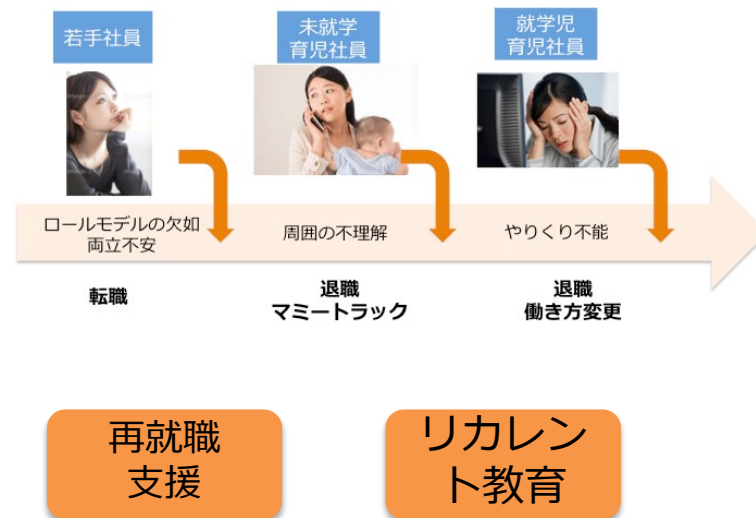 若手社員
未就学
育児社員
就学児
育児社員
ロールモデルの欠如
両立不安
周囲の不理解
やりくり不能
転職
退職
マミートラック
退職
働き方変更
再就職
支援
リカレン
ト教育